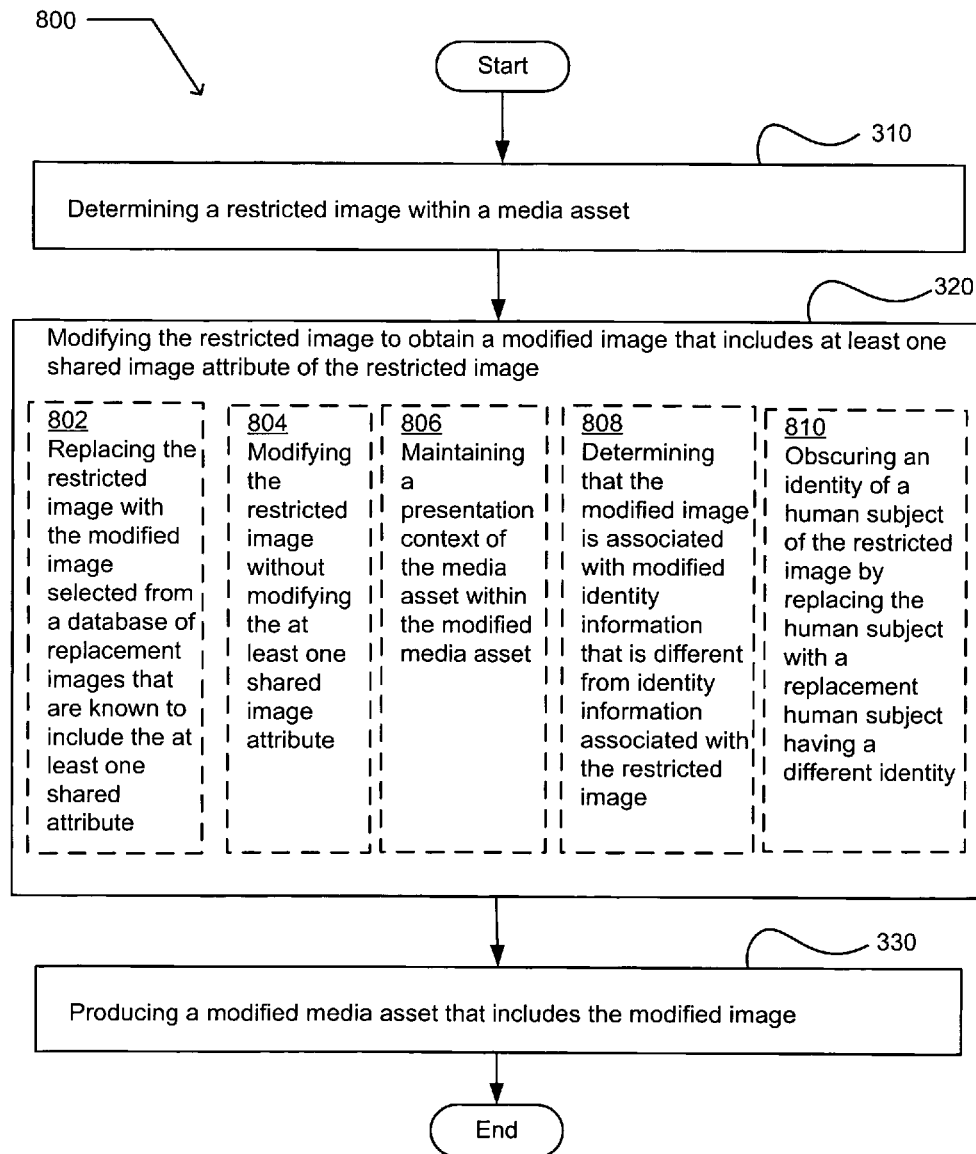 800
Start
310
Determining a restricted image within a media asset
320
Modifying the restricted image to obtain a modified image that includes at least one
shared image attribute of the restricted image
802
Replacing the
restricted
image with
the modified
image
selected from
a database of
replacement
images that
are known to
include the at
least one
shared
attribute
804
Modifying
the
restricted
image
without
modifying
the at
least one
shared
image
attribute
806
Maintaining
a
presentation
context of
the media
asset within
the modified
media asset
808
Determining
that the
modified image
is associated
with modified
identity
information
that is different
from identity
information
associated with
the restricted
image
810
Obscuring an
identity of a
human subject
of the restricted
image by
replacing the
human subject
with a
replacement
human subject
having a
different identity
330
Producing a modified media asset that includes the modified image
End